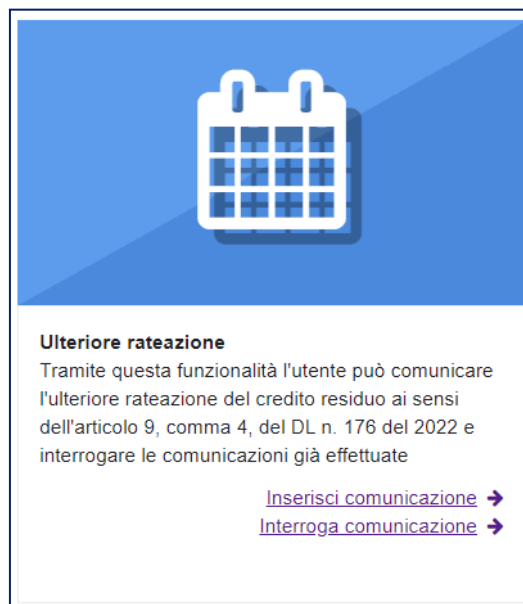 Ulteriore rateazione
Tramite questa funzionalità l'utente può comunicare
l'ulteriore rateazione del credito residuo ai sensi
dell'articolo 9, comma 4, del DL n. 176 del 2022 e
interrogare le comunicazioni già effettuate
Inserisci comunicazione
Interroga comunicazione